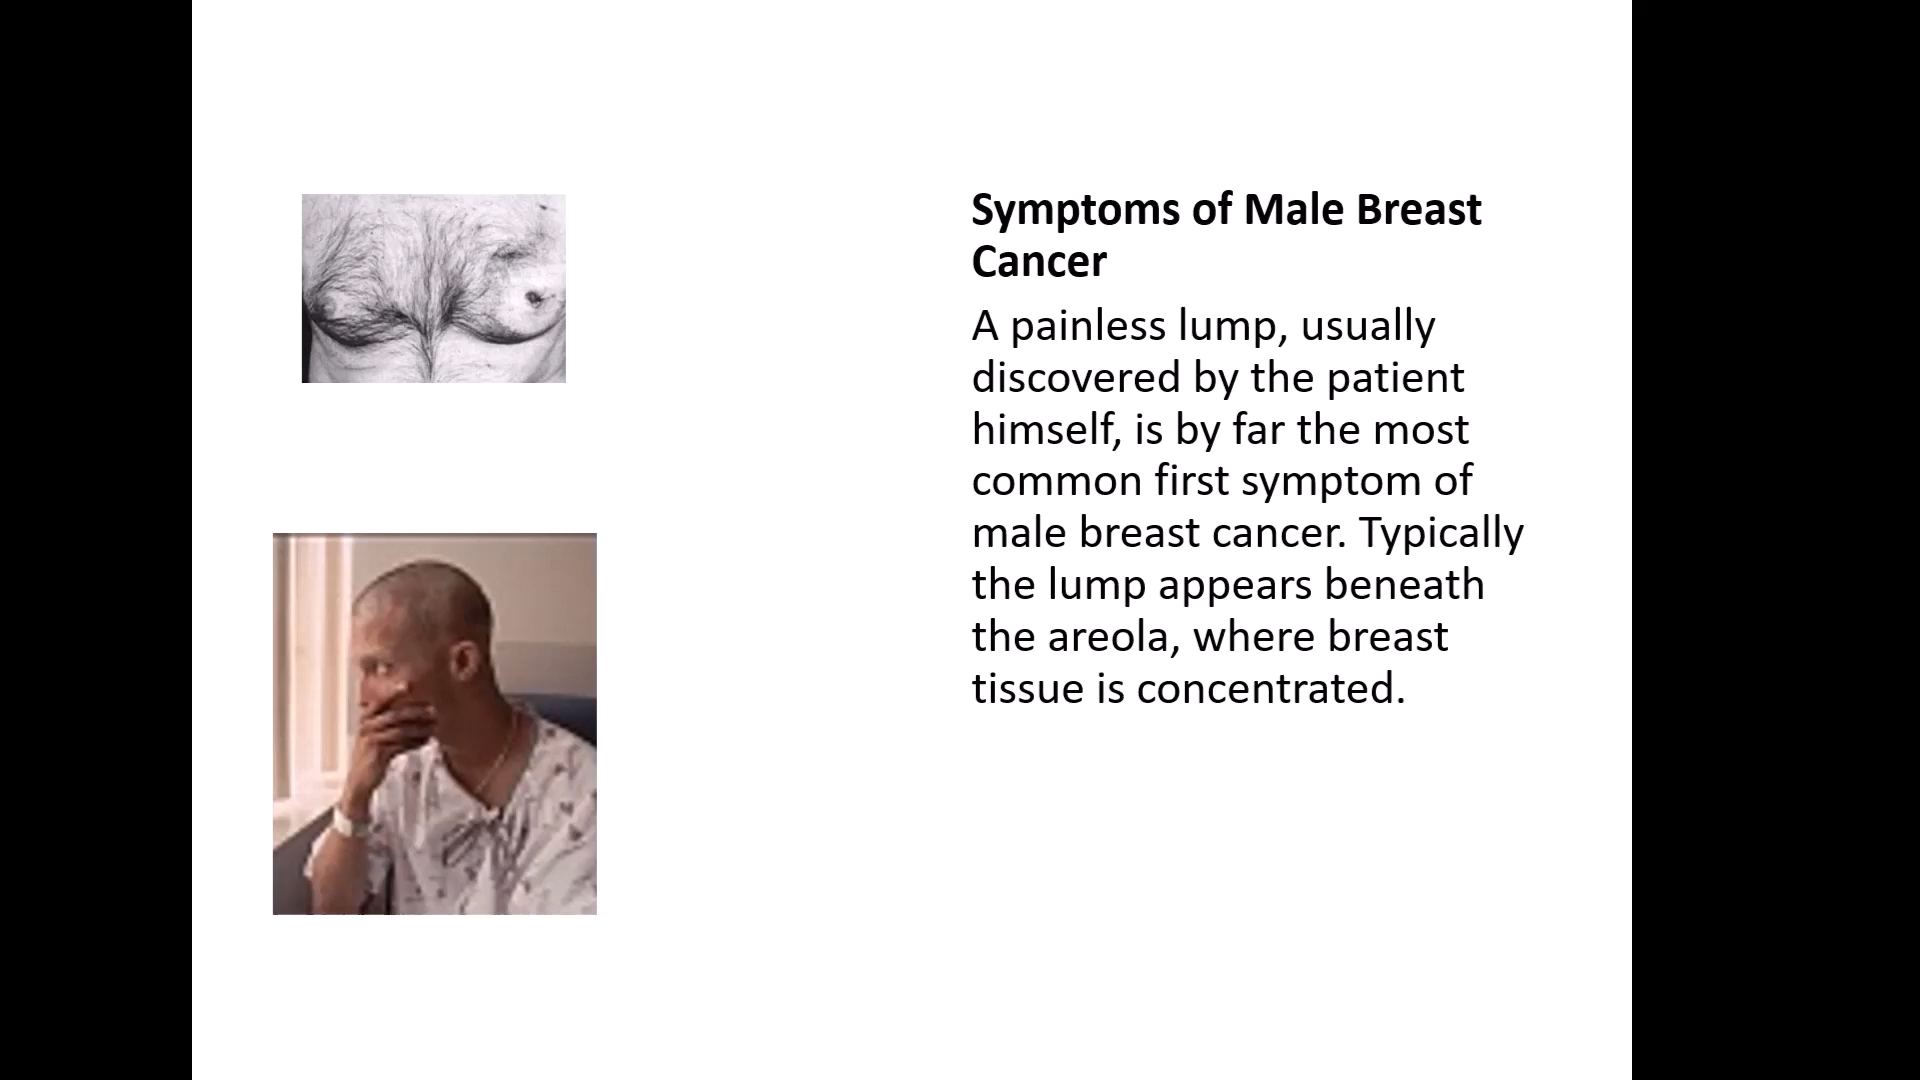 Symptoms of Male Breast
Cancer
A painless lump, usually
discovered by the patient
himself, is by far the most
common first symptom of
male breast cancer. Typically
the lump appears beneath
the areola, where breast
tissue is concentrated.